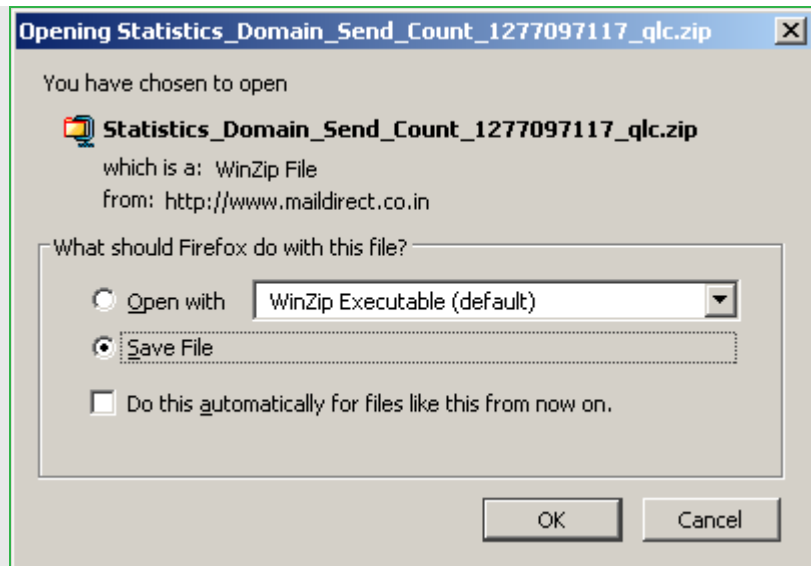 Opening Statistics_Domain_Send_Count_1277097117_qlc.zip
You have chosen to open
Statistics_Domain_Send_Count_1277097117_qlc.zip
which is a: WinZip File
from: http://www.maildirect.co.in
What should Firefox do with this file?
Open with WinZip Executable (default)
Save File
Do this automatically for files like this from now on.
OK Cancel